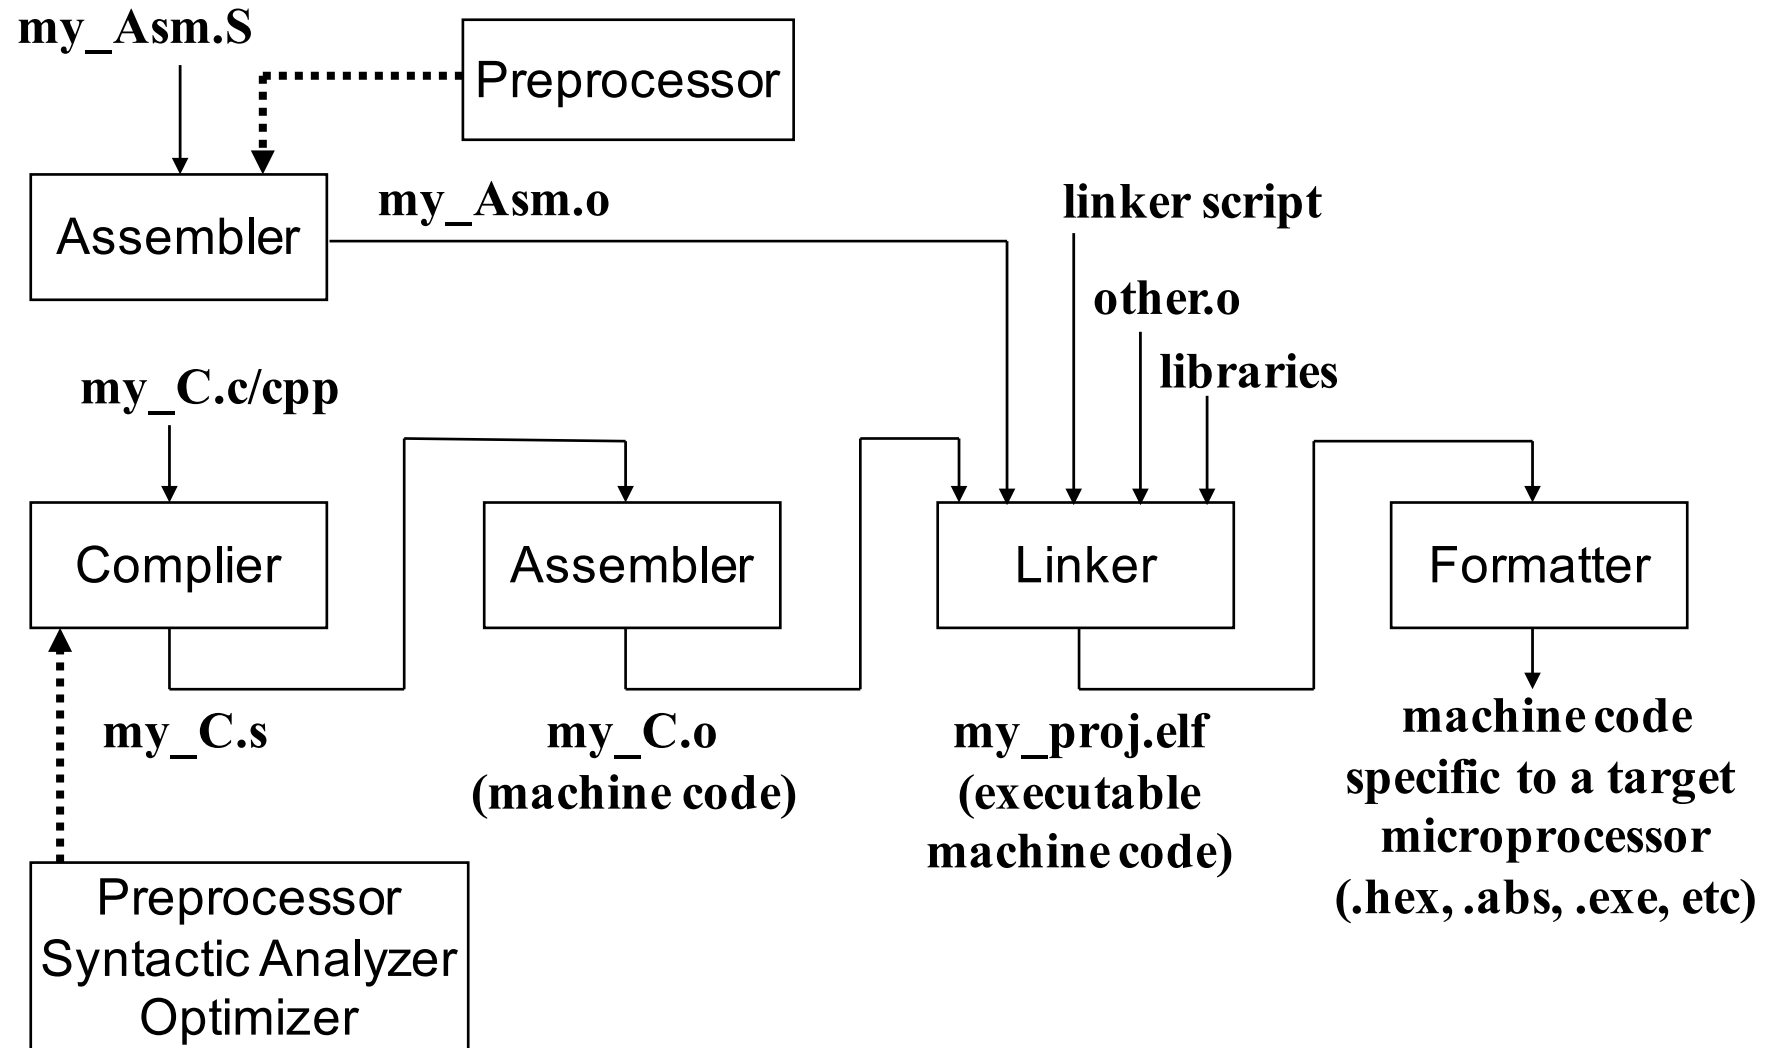 my_Asm.S
Preprocessor
Assembler
my_Asm.o
linker script
other.o
libraries
my_C.c/cpp
Complier
Assembler
Linker
Formatter
my_C.s
my_C.o
(machine code)
my_proj.elf
(executable
machine code)
machine code
specific to a target
microprocessor
(.hex, .abs, .exe, etc)
Preprocessor
Syntactic Analyzer
Optimizer